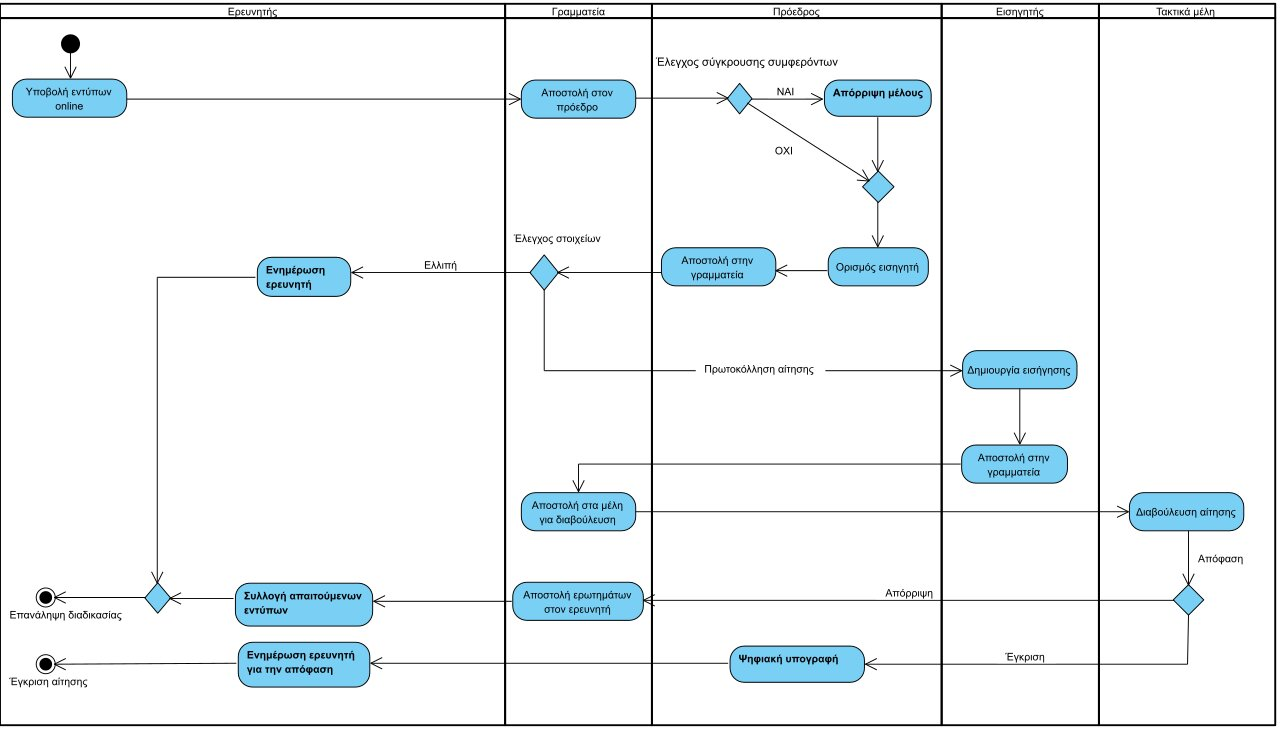 Ερευνητής
Γραμματεία
Πρόεδρος
Εισηγητής
Τακτικά μέλη
Έλεγχος σύγκρουσης συμφερόντων
Υποβολή εντύπων
online
Αποστολή στον
πρόεδρο
ΝΑΙ
Απόρριψη μέλους
ΟΧΙ
Έλεγχος στοιχείων
Ενημέρωση
ερευνητή
Ελλιπή
Αποστολή στην
γραμματεία
Ορισμός εισηγητή
Πρωτοκόλληση αίτησης
Δημιουργία εισήγησης
Αποστολή στην
γραμματεία
Αποστολή στα μέλη
για διαβούλευση
Διαβούλευση αίτησης
Απόφαση
Επανάληψη διαδικασίας
Συλλογή απαιτούμενων
εντύπων
Αποστολή ερωτημάτων
στον ερευνητή
Απόρριψη
Έγκριση αίτησης
Ενημέρωση ερευνητή
για την απόφαση
Ψηφιακή υπογραφή
Έγκριση